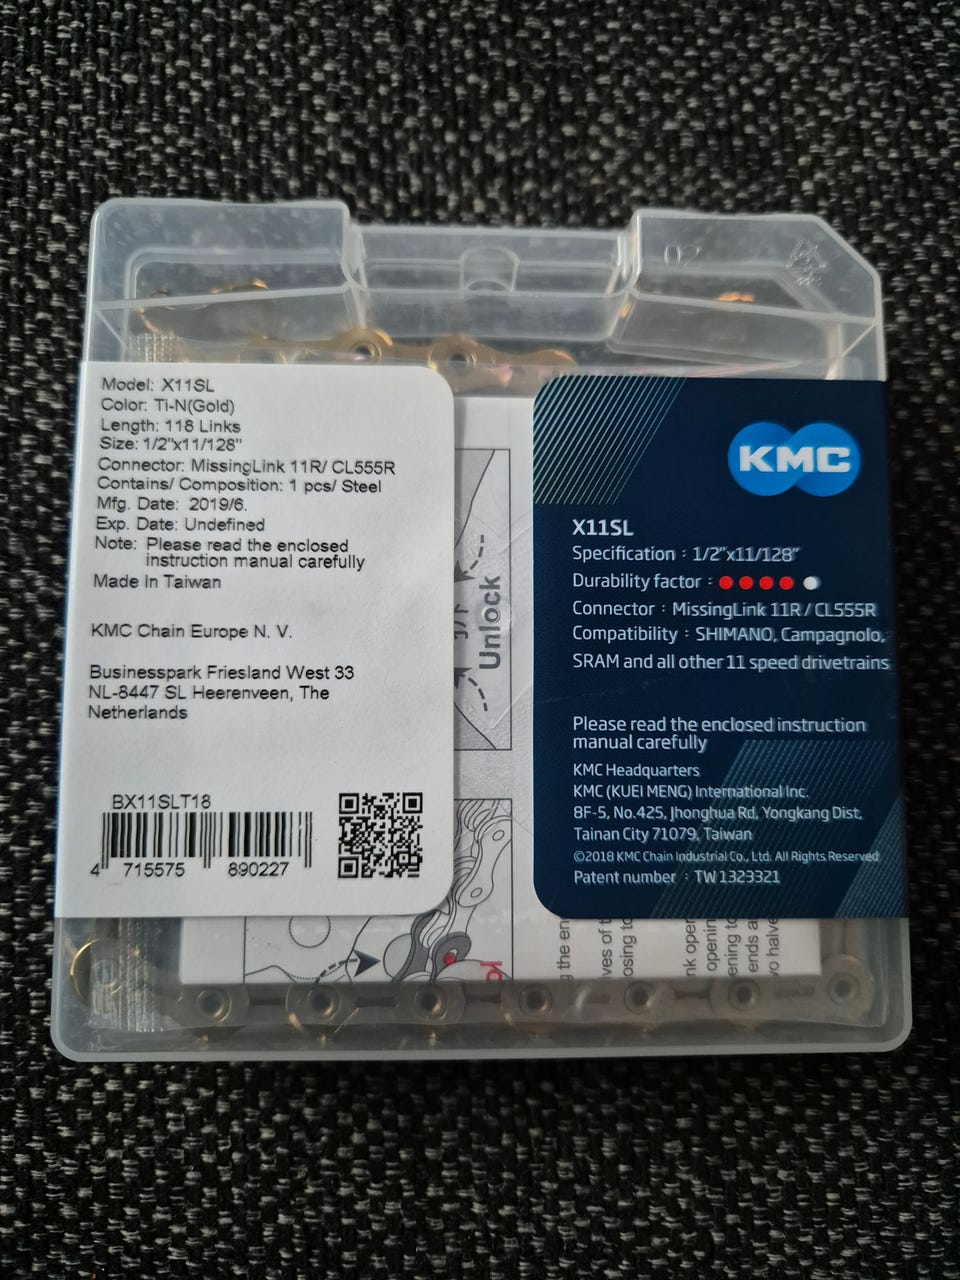 02
Model: X11SL
Color: Ti-N(Gold)
Length: 118 Links
Size: 1/2"x11/128"
Connector: MissingLink 11R/ CL555R
Contains/ Composition: 1 pcs/ Steel
Mfg. Date: 2019/6.
Exp. Date: Undefined
Note: Please read the enclosed
instruction manual carefully
Made In Taiwan
KMC Chain Europe N. V.
Businesspark Friesland West 33
NL-8447 SL Heerenveen, The
Netherlands
BX11SLT18
4 715575 890227
Unlock
KMC
X11SL
Specification : 1/2"x11/128"
Durability factor :
Connector : MissingLink 11R / CL555R
Compatibility : SHIMANO, Campagnolo,
SRAM and all other 11 speed drivetrains
Please read the enclosed instruction
manual carefully
KMC Headquarters
KMC (KUEI MENG) International Inc.
8F-5, No.425, Jhonghua Rd, Yongkang Dist,
Tainan City 71079, Taiwan
©2018 KMC Chain Industrial Co., Ltd. All Rights Reserved
Patent number : TW 1323321